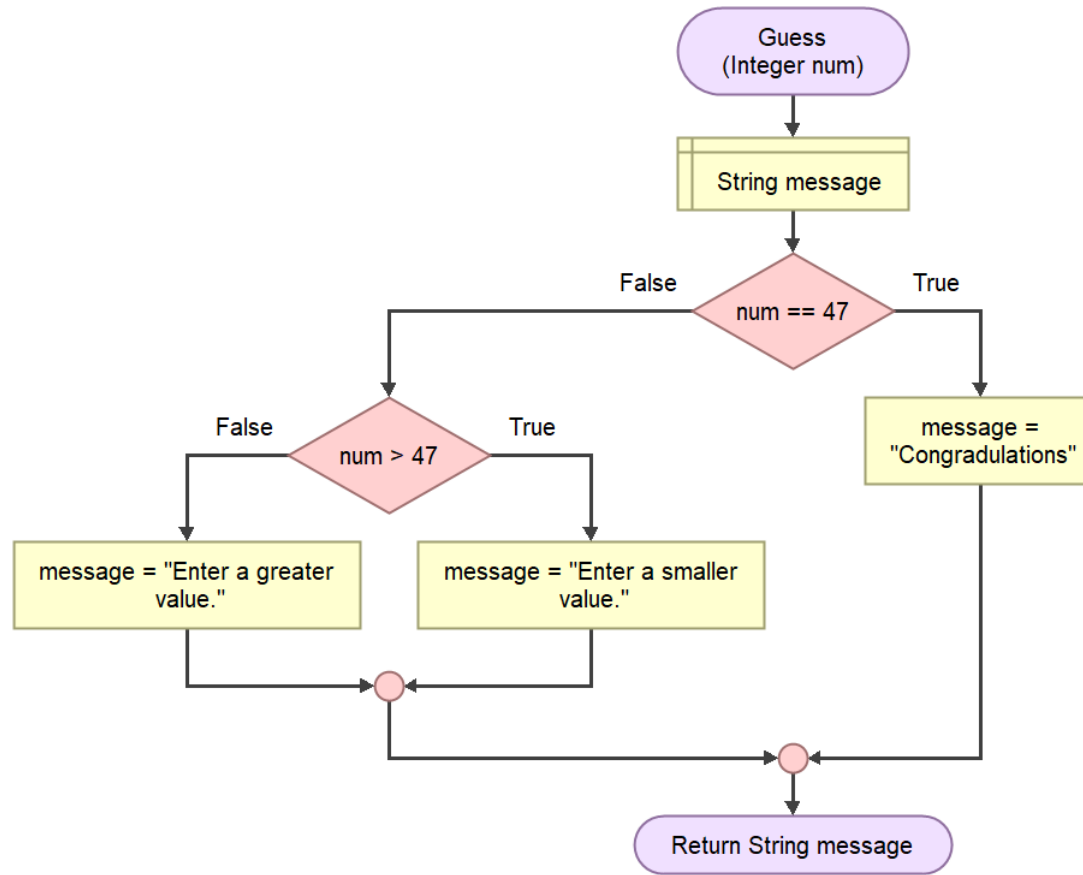 Guess
(Integer num)
String message
False
True
num == 47
False
True
num > 47
message =
"Congradulations"
message = "Enter a greater
value."
message = "Enter a smaller
value."
Return String message